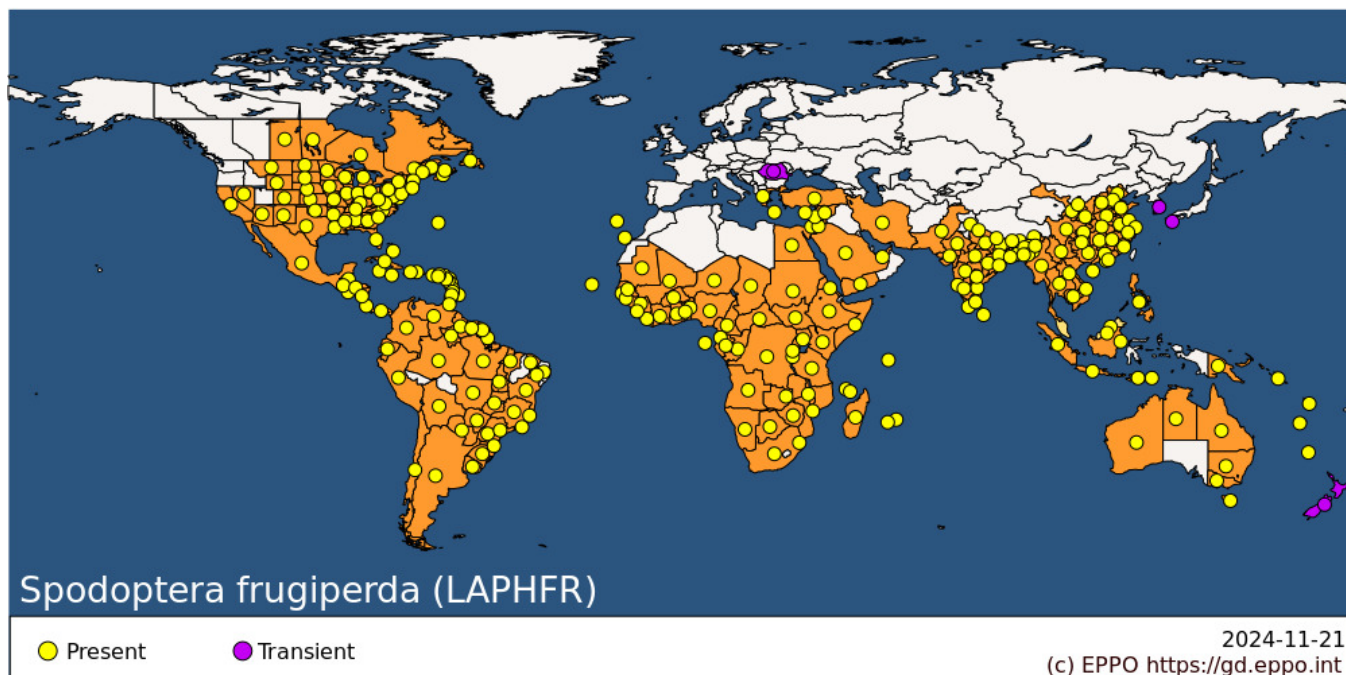 Spodoptera frugiperda (LAPHFR)
Present
Transient
2024-11-21
(c) EPPO https://gd.eppo.int